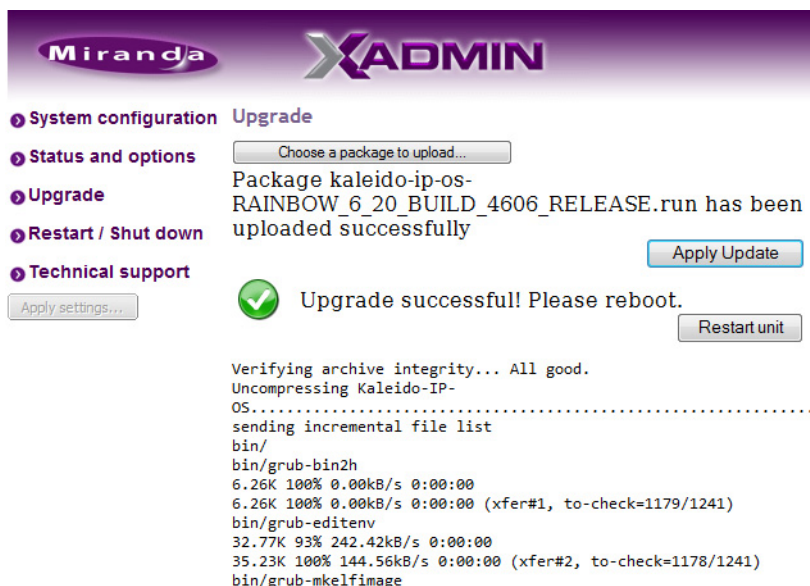 Miranda
XADMIN
System configuration
Status and options
Upgrade
Restart / Shut down
Technical support
Apply settings...
Upgrade
Choose a package to upload...
Package kaleido-ip-os-
RAINBOW_6_20_BUILD_4606_RELEASE.run has been
uploaded successfully
Apply Update
Upgrade successful! Please reboot.
Restart unit
Verifying archive integrity... All good.
Uncompressing Kaleido-IP-
OS..............................................................
sending incremental file list
bin/
bin/grub-bin2h
6.26K 100% 0.00kB/s 0:00:00
6.26K 100% 0.00kB/s 0:00:00 (xfer#1, to-check=1179/1241)
bin/grub-editenv
32.77K 93% 242.42kB/s 0:00:00
35.23K 100% 144.56kB/s 0:00:00 (xfer#2, to-check=1178/1241)
bin/grub-mkelfimage